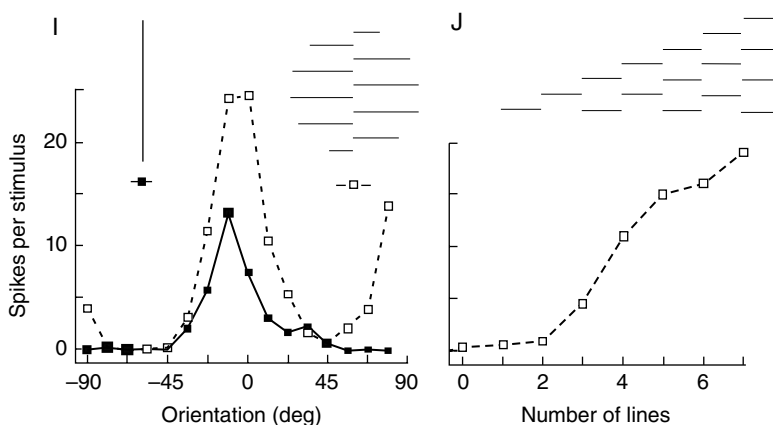 I
J
Spikes per stimulus
20
10
0
−90
−45
0
45
90
Orientation (deg)
0
2
4
6
Number of lines